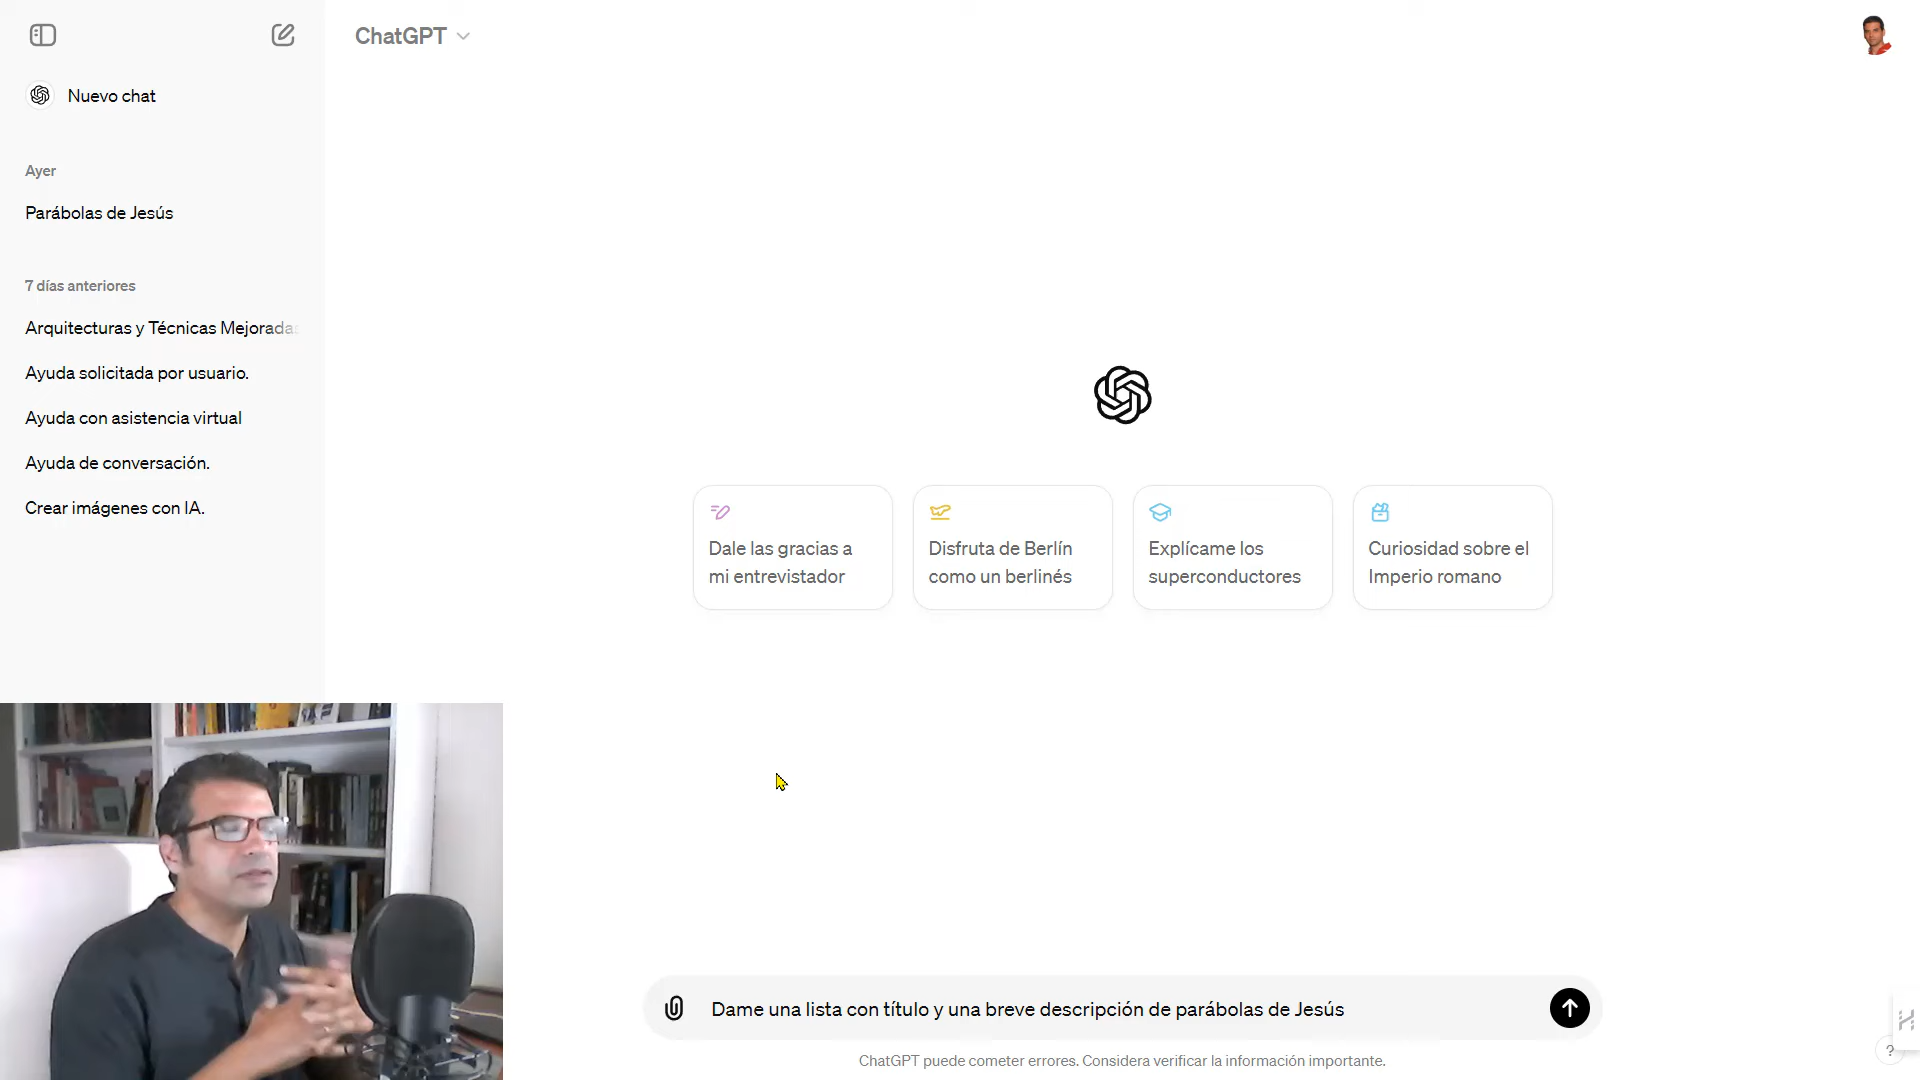 ChatGPT
Nuevo chat
Ayer
Parábolas de Jesús
7 días anteriores
Arquitecturas y Técnicas Mejoradas
Ayuda solicitada por usuario.
Ayuda con asistencia virtual
Ayuda de conversación.
Crear imágenes con IA.
Dale las gracias a
mi entrevistador
Disfruta de Berlín
como un berlinés
Explícame los
superconductores
Curiosidad sobre el
Imperio romano
Dame una lista con título y una breve descripción de parábolas de Jesús
ChatGPT puede cometer errores. Considera verificar la información importante.
?